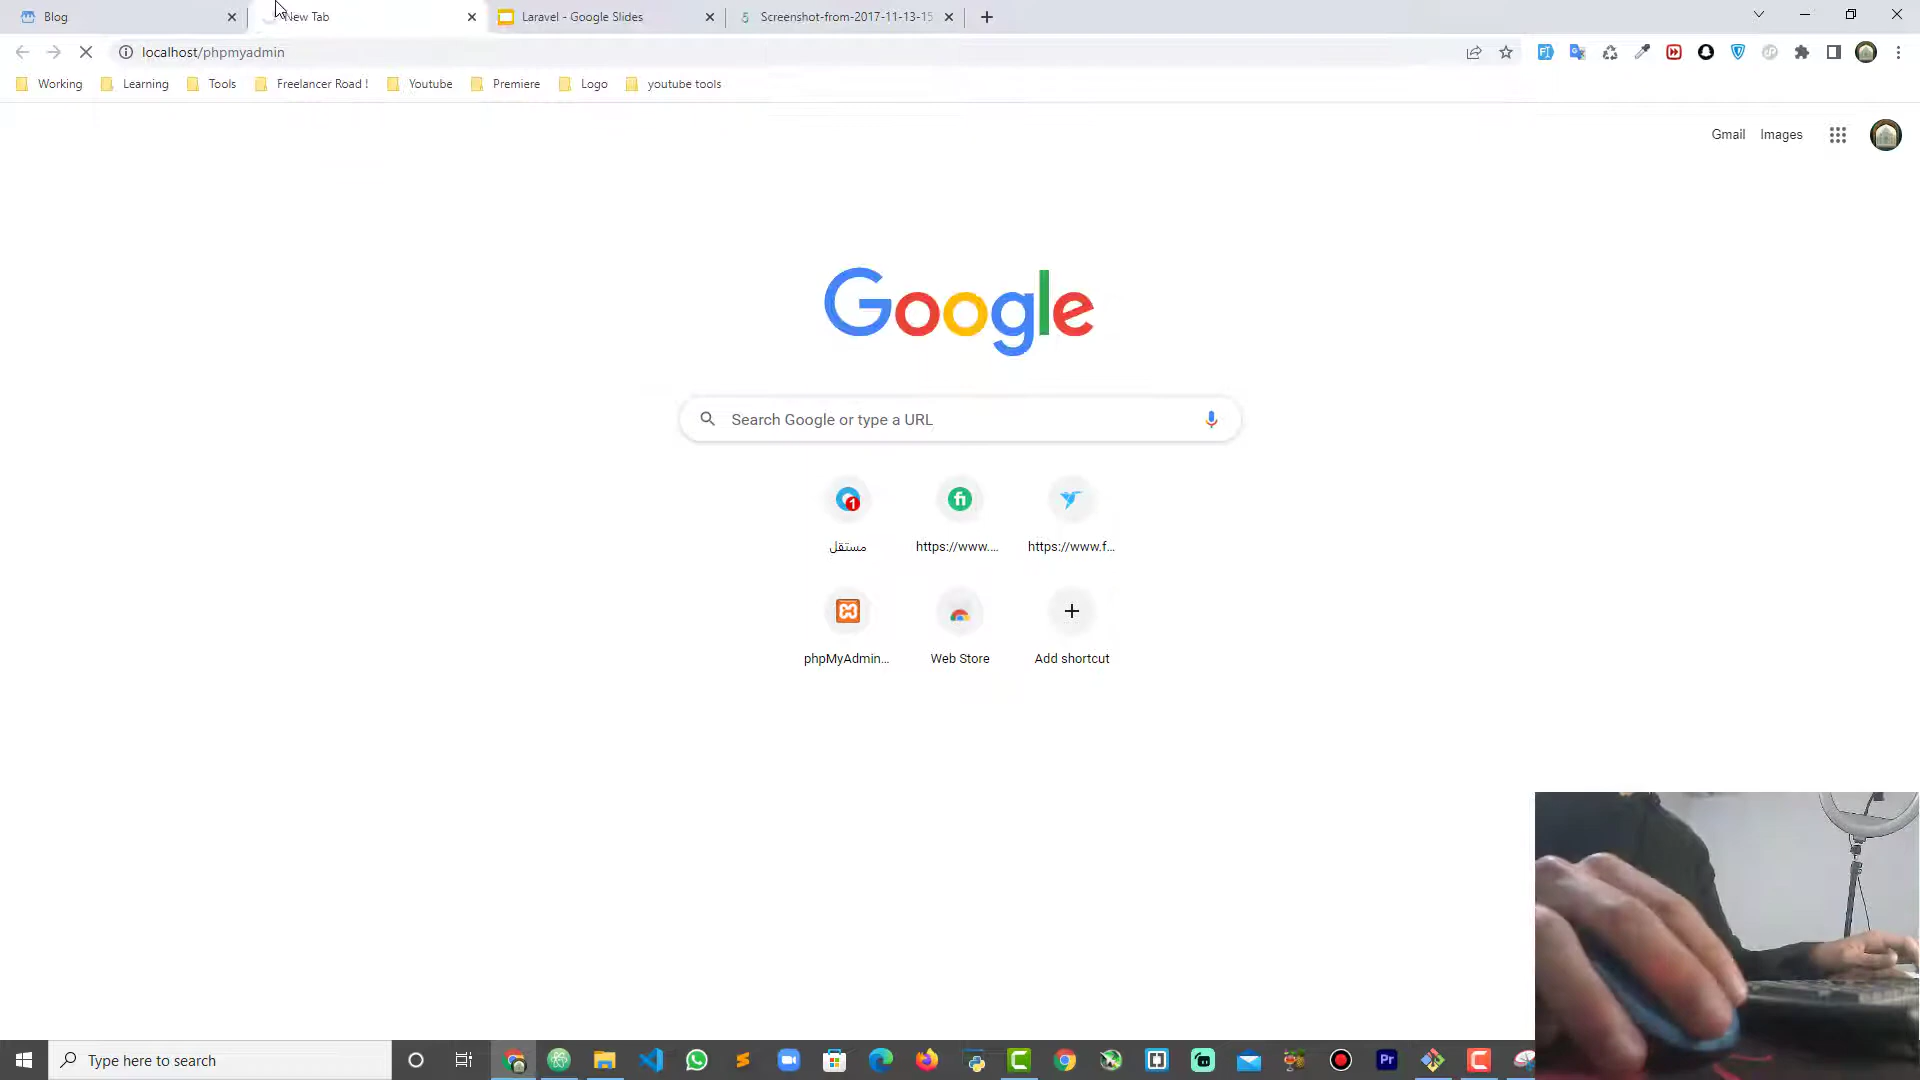 Blog
New Tab
Laravel - Google Slides
Screenshot-from-2017-11-13-15
localhost/phpmyadmin
Working
Learning
Tools
Freelancer Road !
Youtube
Premiere
Logo
youtube tools
Gmail
Images
Google
Search Google or type a URL
مستقل
https://www....
https://www.f...
phpMyAdmin...
Web Store
Add shortcut
Type here to search